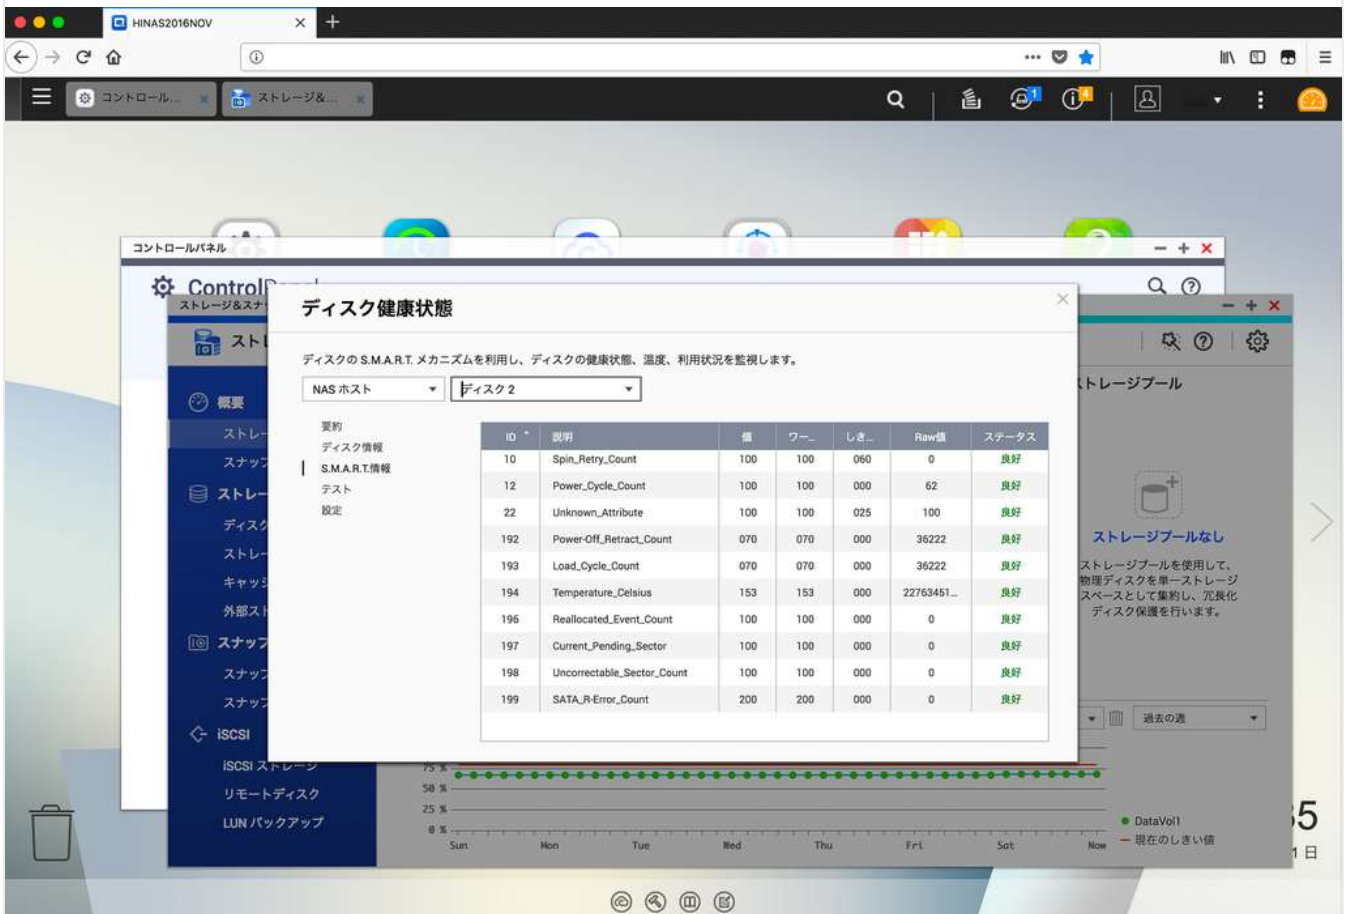 HINAS2016NOV
コントロール...
ストレージ&...
1
4
コントロールパネル
ControlPanel
ストレージ&スナッ
スト
ディスク健康状態
ディスクの S.M.A.R.T. メカニズムを利用し、ディスクの健康状態、温度、利用状況を監視します。
NAS ホスト
ディスク 2
要約
ディスク情報
S.M.A.R.T.情報
テスト
設定
ID 説明 値 ワー... しき... Raw値 ステータス
10 Spin_Retry_Count 100 100 060 0 良好
12 Power_Cycle_Count 100 100 000 62 良好
22 Unknown_Attribute 100 100 025 100 良好
192 Power-Off_Retract_Count 070 070 000 36222 良好
193 Load_Cycle_Count 070 070 000 36222 良好
194 Temperature_Celsius 153 153 000 22763451... 良好
196 Reallocated_Event_Count 100 100 000 0 良好
197 Current_Pending_Sector 100 100 000 0 良好
198 Uncorrectable_Sector_Count 100 100 000 0 良好
199 SATA_R-Error_Count 200 200 000 0 良好
概要
ストレー
スナップ
ストレー
ディスク
ストレー
キャッシ
外部スト
スナップ
スナップ
スナップ
iSCSI
iSCSI ストレージ
リモートディスク
LUN バックアップ
トレージプール
ストレージプールなし
ストレージプールを使用して、
物理ディスクを単一ストレージ
スペースとして集約し、冗長化
ディスク保護を行います。
過去の週
75 %
50 %
25 %
0 %
Sun Mon Tue Wed Thu Fri Sat Now
DataVol1
現在のしきい値
35
1 日